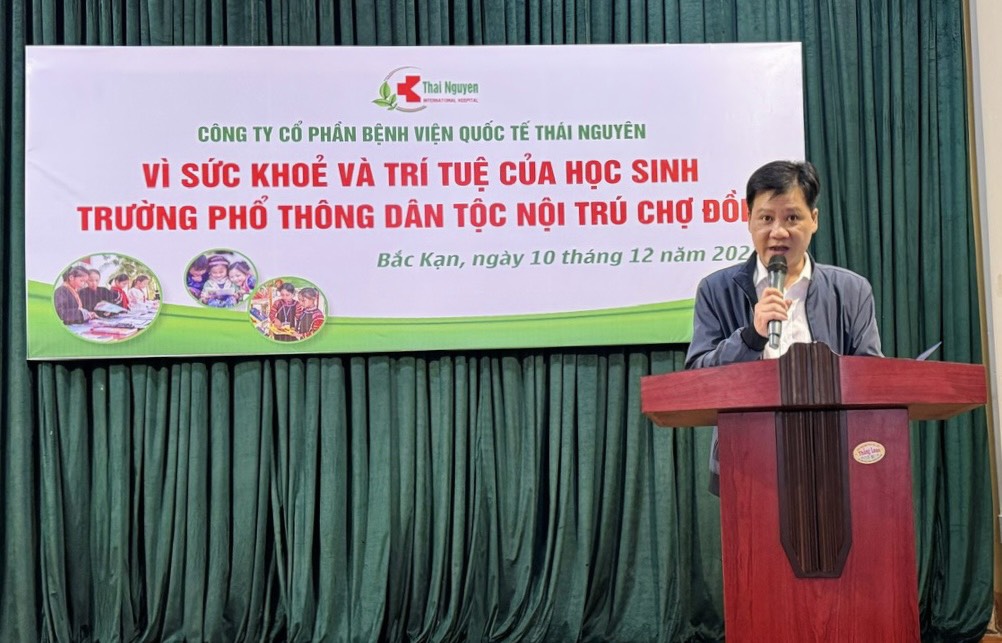 Thai Nguyen
INTERNATIONAL HOSPITAL
CÔNG TY CỔ PHẦN BỆNH VIỆN QUỐC TẾ THÁI NGUYÊN
VÌ SỨC KHOẺ VÀ TRÍ TUỆ CỦA HỌC SINH
TRƯỜNG PHỔ THÔNG DÂN TỘC NỘI TRÚ CHỢ ĐỒN
Bắc Kạn, ngày 10 tháng 12 năm 202